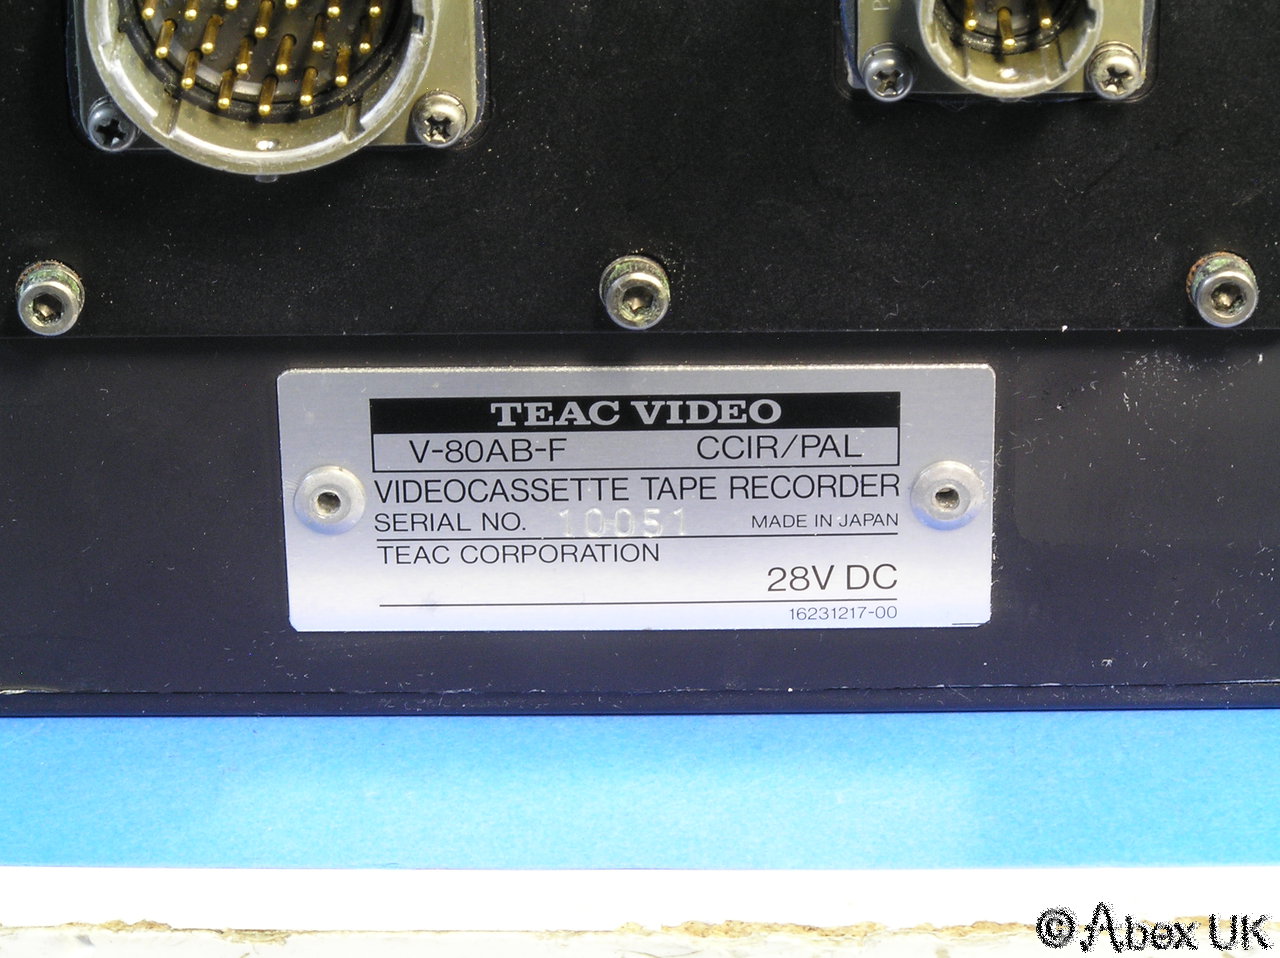 TEAC VIDEO
V-80AB-F CCIR/PAL
VIDEOCASSETTE TAPE RECORDER
SERIAL NO. 10051 MADE IN JAPAN
TEAC CORPORATION
28V DC
16231217-00
© Abex UK